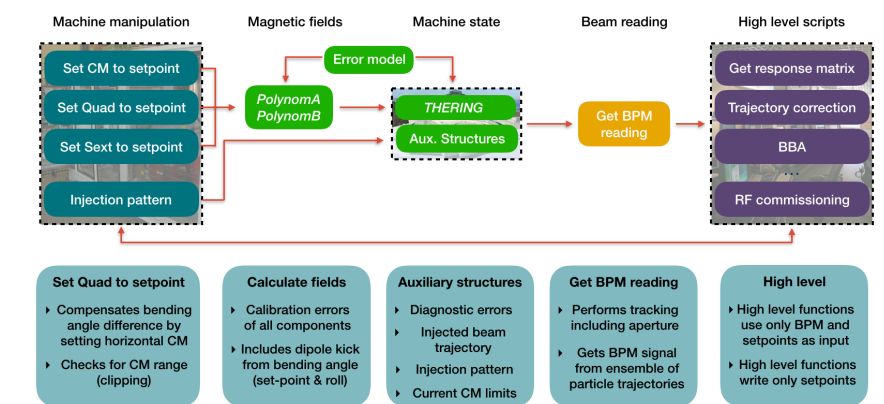 Machine manipulation
Magnetic fields
Machine state
Beam reading
High level scripts
Set CM to setpoint
Set Quad to setpoint
Set Sext to setpoint
Injection pattern
Error model
PolynomA
PolynomB
THERING
Aux. Structures
Get BPM
reading
Get response matrix
Trajectory correction
BBA
...
RF commissioning
Set Quad to setpoint
‣ Compensates bending
angle difference by
setting horizontal CM
‣ Checks for CM range
(clipping)
Calculate fields
‣ Calibration errors
of all components
‣ Includes dipole kick
from bending angle
(set-point & roll)
Auxiliary structures
‣ Diagnostic errors
‣ Injected beam
trajectory
‣ Injection pattern
‣ Current CM limits
Get BPM reading
‣ Performs tracking
including aperture
‣ Gets BPM signal
from ensemble of
particle trajectories
High level
‣ High level functions
use only BPM and
setpoints as input
‣ High level functions
write only setpoints